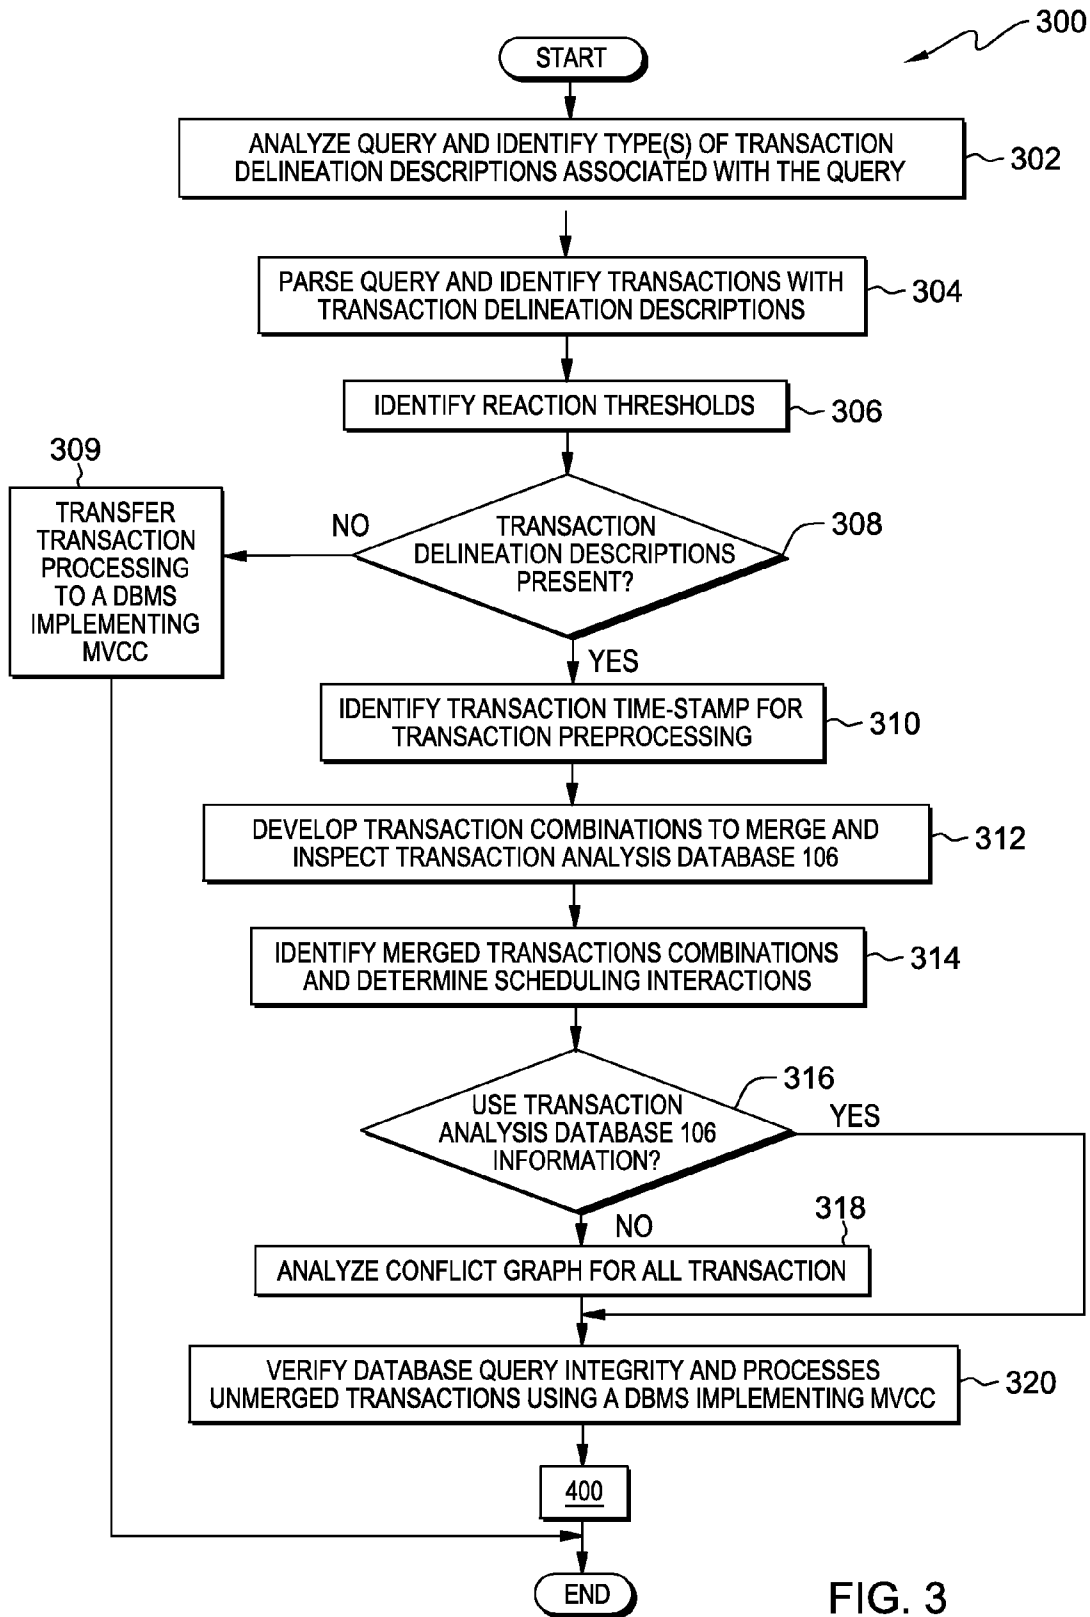 300
START
ANALYZE QUERY AND IDENTIFY TYPE(S) OF TRANSACTION
DELINEATION DESCRIPTIONS ASSOCIATED WITH THE QUERY
302
PARSE QUERY AND IDENTIFY TRANSACTIONS WITH
TRANSACTION DELINEATION DESCRIPTIONS
304
IDENTIFY REACTION THRESHOLDS
306
309
TRANSFER
TRANSACTION
PROCESSING
TO A DBMS
IMPLEMENTING
MVCC
NO
TRANSACTION
DELINEATION DESCRIPTIONS
PRESENT?
308
YES
IDENTIFY TRANSACTION TIME-STAMP FOR
TRANSACTION PREPROCESSING
310
DEVELOP TRANSACTION COMBINATIONS TO MERGE AND
INSPECT TRANSACTION ANALYSIS DATABASE 106
312
IDENTIFY MERGED TRANSACTIONS COMBINATIONS
AND DETERMINE SCHEDULING INTERACTIONS
314
USE TRANSACTION
ANALYSIS DATABASE 106
INFORMATION?
316
YES
NO
318
ANALYZE CONFLICT GRAPH FOR ALL TRANSACTION
VERIFY DATABASE QUERY INTEGRITY AND PROCESSES
UNMERGED TRANSACTIONS USING A DBMS IMPLEMENTING MVCC
320
400
END
FIG. 3